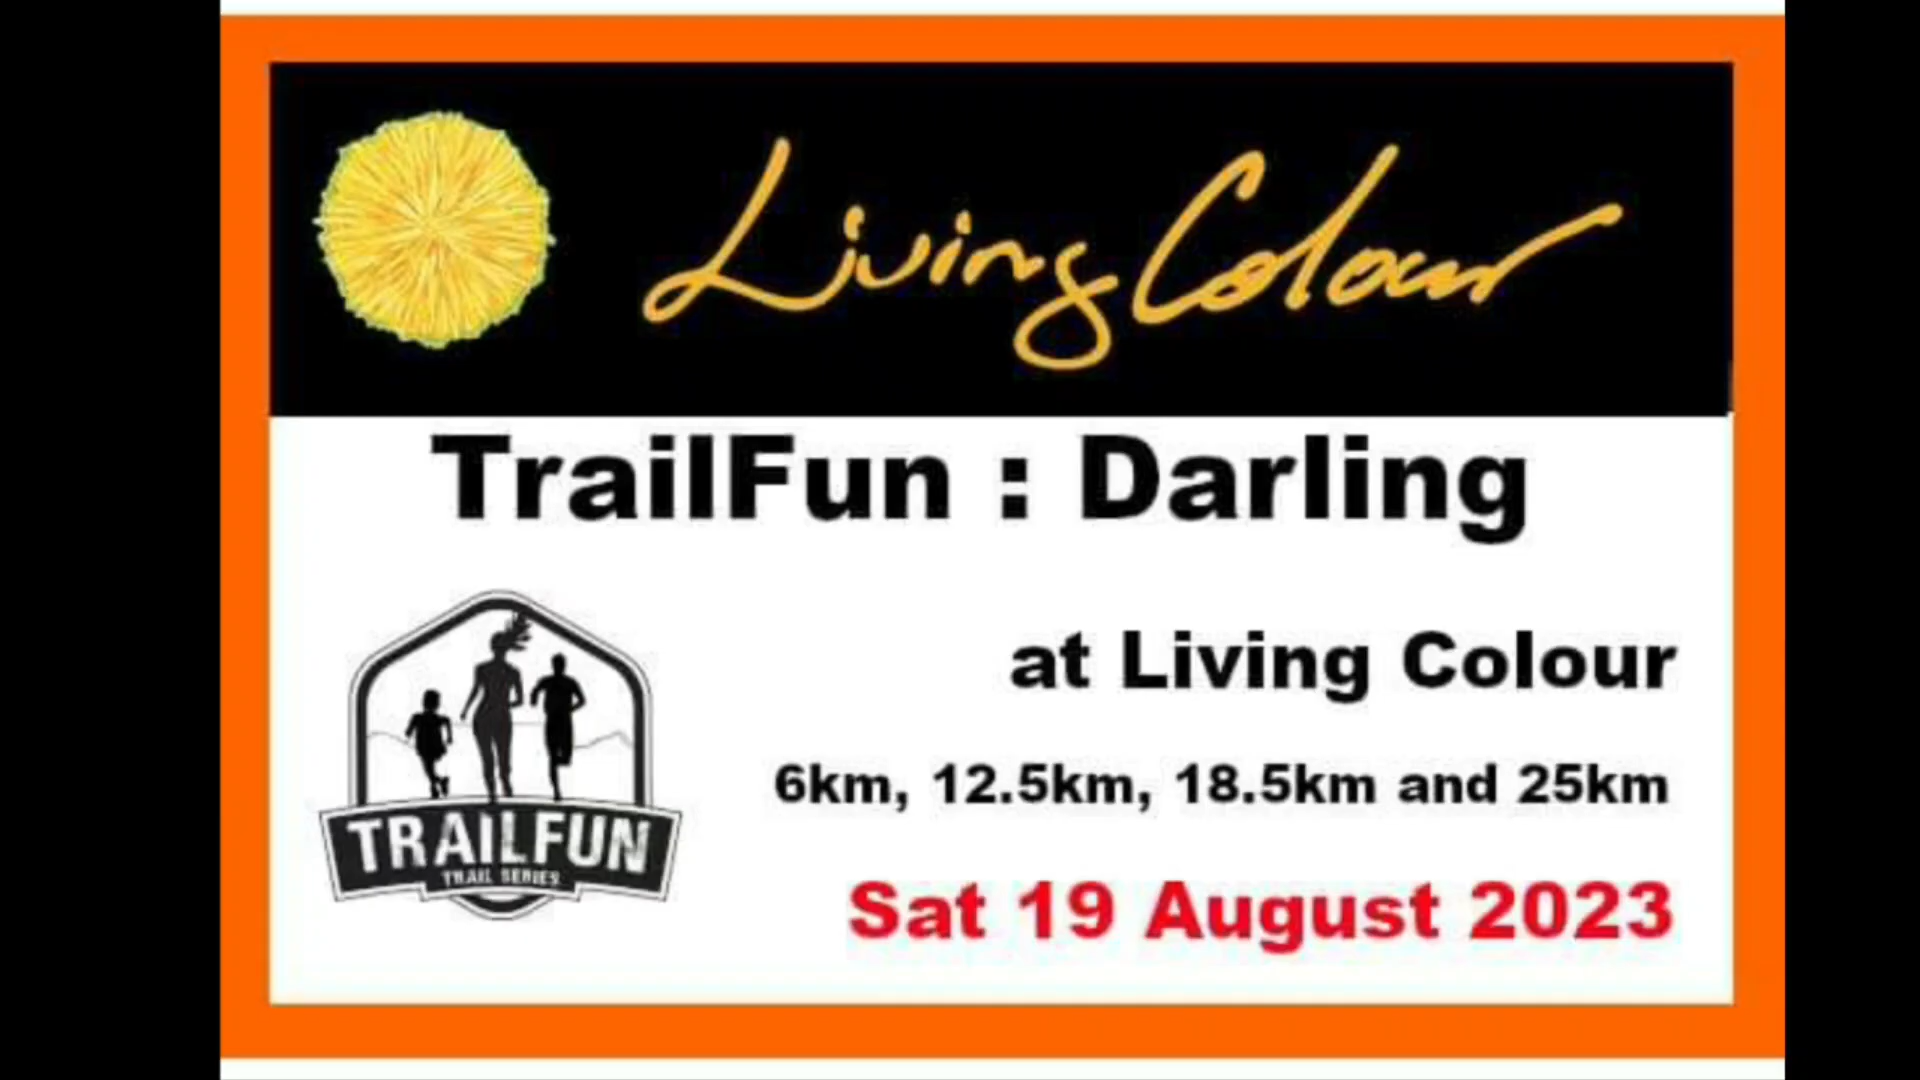 Living Colour
TrailFun : Darling
at Living Colour
6km, 12.5km, 18.5km and 25km
Sat 19 August 2023
TRAILFUN
TRAIL SERIES